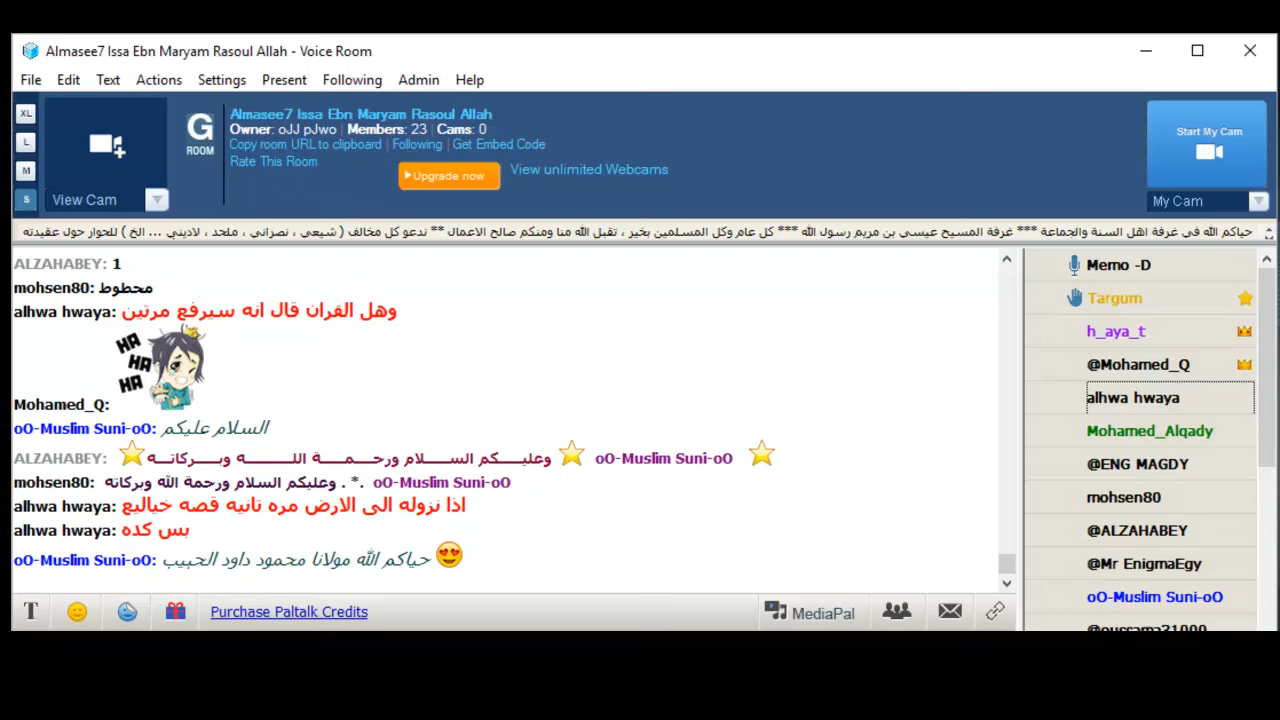 Almasee7 Issa Ebn Maryam Rasoul Allah - Voice Room
File Edit Text Actions Settings Present Following Admin Help
XL
L
M
S
View Cam
G
ROOM
Almasee7 Issa Ebn Maryam Rasoul Allah
Owner: oJJ pJwo | Members: 23 | Cams: 0
Copy room URL to clipboard | Following | Get Embed Code
Rate This Room
Upgrade now
View unlimited Webcams
Start My Cam
My Cam
حياكم الله في غرفة اهل السنة والجماعة *** غرفة المسيح عيسي بن مريم رسول الله *** كل عام وكل المسلمين بخير ، تقبل الله منا ومنكم صالح الاعمال ** ندعو كل مخالف ( شيعي ، نصراني ، ملحد ، لاديني ... الخ ) للحوار حول عقيدته
ALZAHABEY: 1
mohsen80: محطوط
alhwa hwaya: وهل القران قال انه سيرفع مرتين
HA HA HA
Mohamed_Q:
oO-Muslim Suni-oO: السلام عليكم
ALZAHABEY: وعليـــكم الســـلام ورحـــمـــة اللـــــه وبـــركاتـــه oO-Muslim Suni-oO
mohsen80: وعليكم السلام ورحمة الله وبركاته . *. oO-Muslim Suni-oO
alhwa hwaya: اذا نزوله الى الارض مره تانيه قصه خياليع
alhwa hwaya: بس كده
oO-Muslim Suni-oO: حياكم الله مولانا محمود داود الحبيب
T
Purchase Paltalk Credits
MediaPal
Memo -D
Targum
h_aya_t
@Mohamed_Q
alhwa hwaya
Mohamed_Alqady
@ENG MAGDY
mohsen80
@ALZAHABEY
@Mr EnigmaEgy
oO-Muslim Suni-oO
@oussama21000